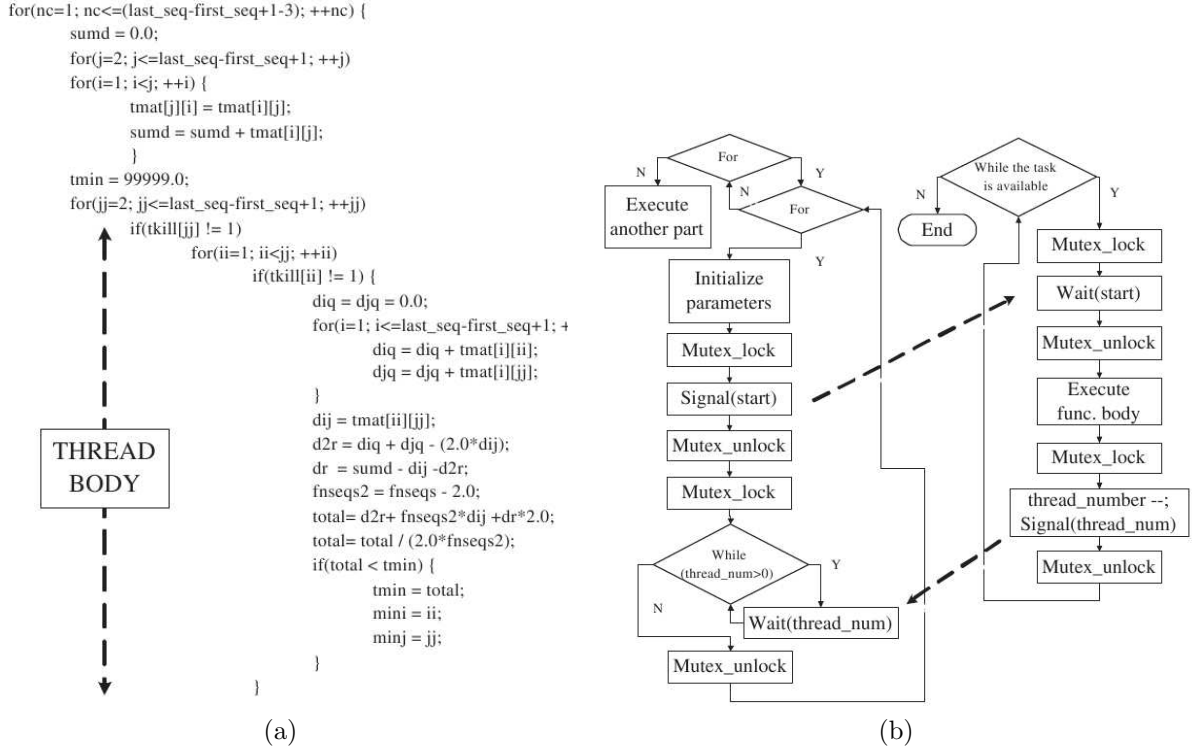 for(nc=1; nc<=(last_seq-first_seq+1-3); ++nc) {
sumd = 0.0;
for(j=2; j<=last_seq-first_seq+1; ++j)
for(i=1; i<j; ++i) {
tmat[j][i] = tmat[i][j];
sumd = sumd + tmat[i][j];
}
tmin = 99999.0;
for(jj=2; jj<=last_seq-first_seq+1; ++jj)
if(tkill[jj] != 1)
for(ii=1; ii<jj; ++ii)
if(tkill[ii] != 1) {
diq = djq = 0.0;
for(i=1; i<=last_seq-first_seq+1; +
diq = diq + tmat[i][ii];
djq = djq + tmat[i][jj];
}
dij = tmat[ii][jj];
d2r = diq + djq - (2.0*dij);
dr = sumd - dij -d2r;
fnseqs2 = fnseqs - 2.0;
total= d2r+ fnseqs2*dij +dr*2.0;
total= total / (2.0*fnseqs2);
if(total < tmin) {
tmin = total;
mini = ii;
minj = jj;
}
}
THREAD
BODY
(a)
For
N
Y
N
For
Execute
another part
Y
Initialize
parameters
Mutex_lock
Signal(start)
Mutex_unlock
Mutex_lock
While
(thread_num>0)
Y
N
Wait(thread_num)
Mutex_unlock
While the task
is available
N
Y
End
Mutex_lock
Wait(start)
Mutex_unlock
Execute
func. body
Mutex_lock
thread_number --;
Signal(thread_num)
Mutex_unlock
(b)